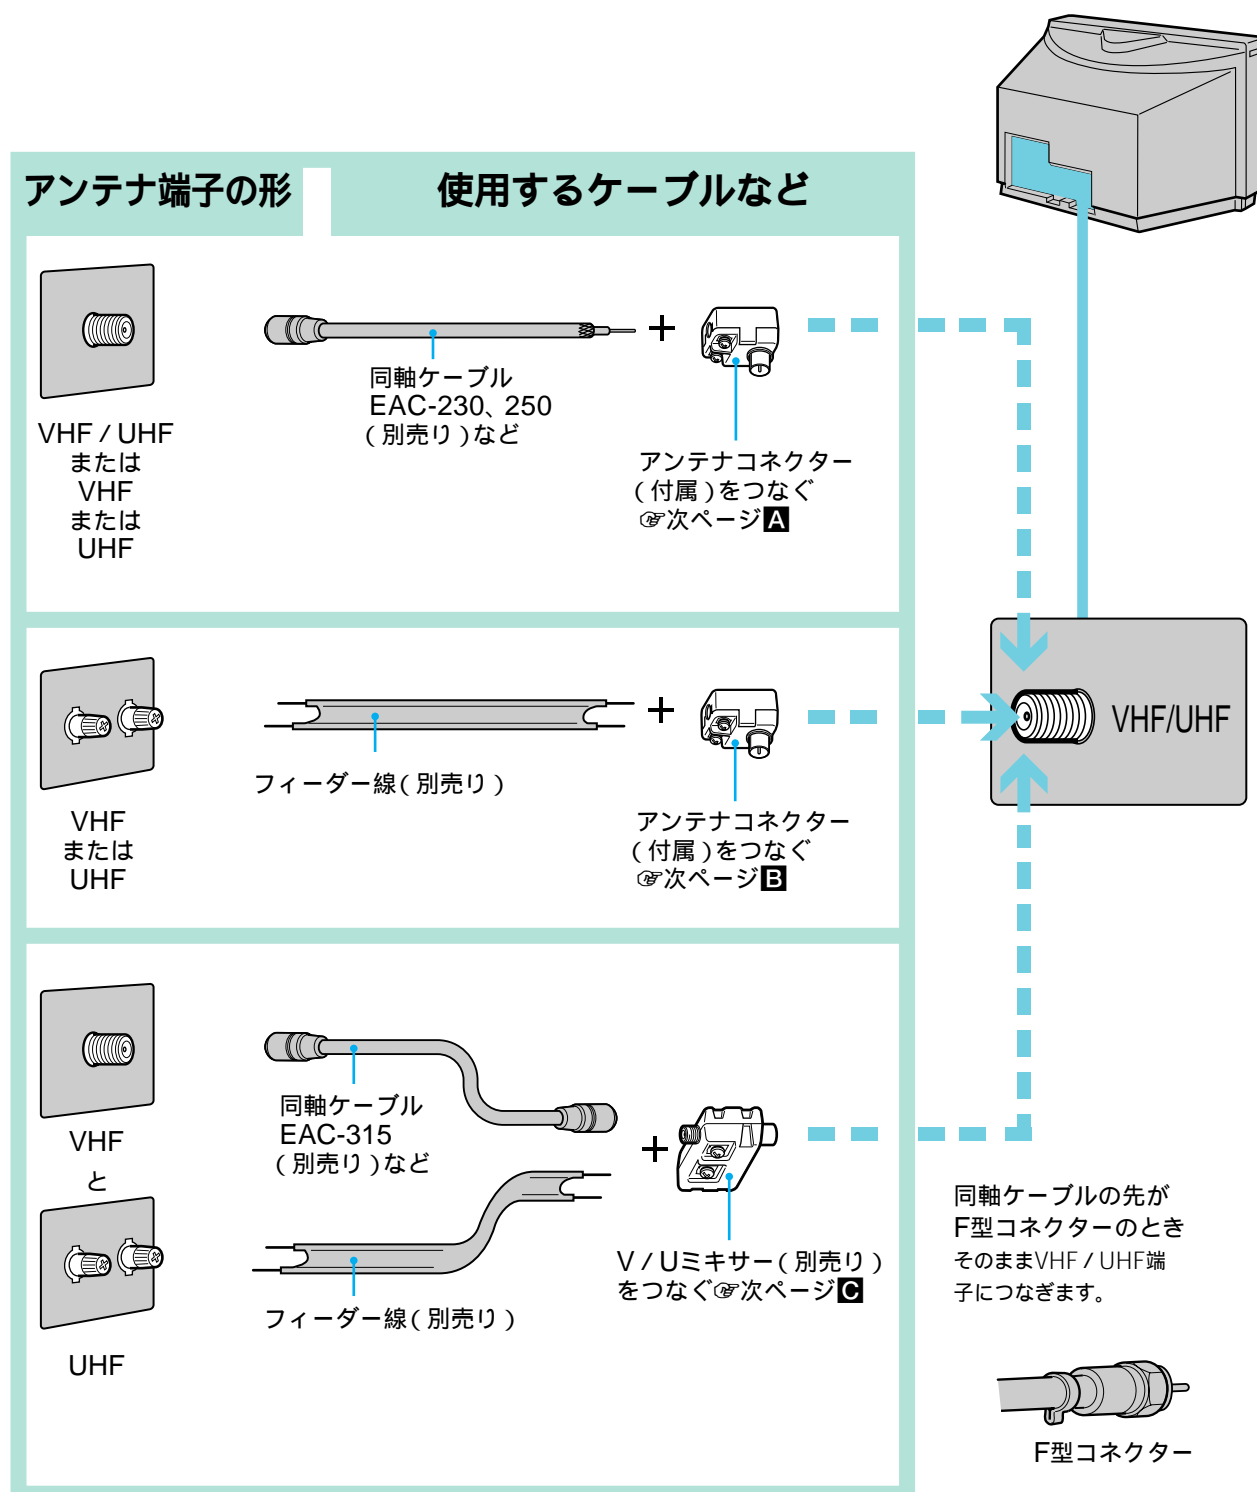 アンテナ端子の形
使用するケーブルなど
VHF / UHF
または
VHF
または
UHF
同軸ケーブル
EAC-230、250
(別売り)など
アンテナコネクター
(付属)をつなぐ
☞次ページA
VHF
または
UHF
フィーダー線(別売り)
アンテナコネクター
(付属)をつなぐ
☞次ページB
VHF/UHF
VHF
と
UHF
同軸ケーブル
EAC-315
(別売り)など
フィーダー線(別売り)
V / Uミキサー(別売り)
をつなぐ☞次ページC
同軸ケーブルの先が
F型コネクターのとき
そのままVHF / UHF端
子につなぎます。
F型コネクター